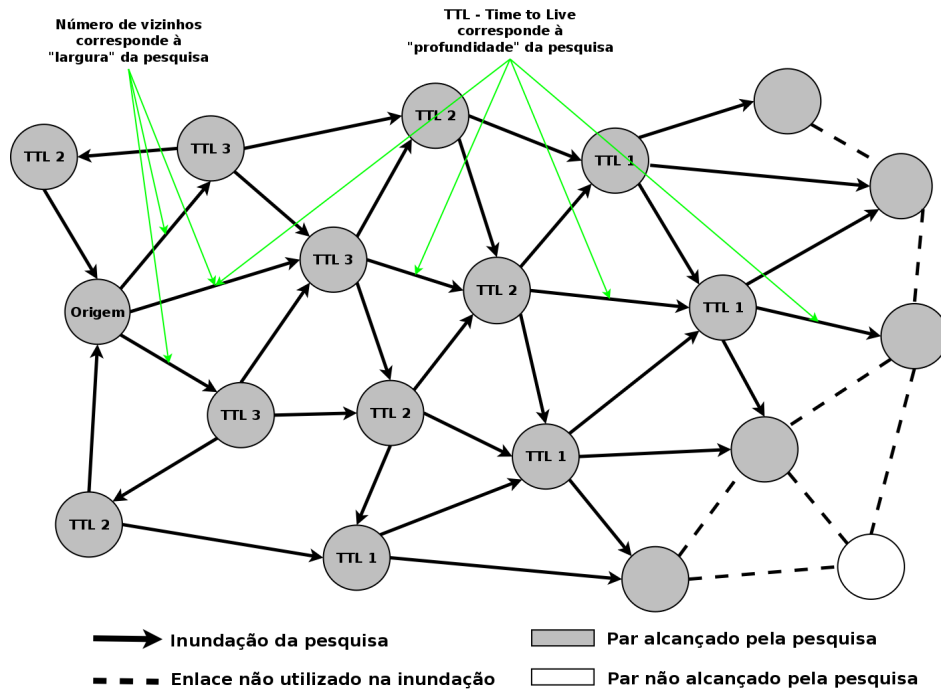 Número de vizinhos
corresponde à
"largura" da pesquisa
TTL - Time to Live
corresponde à
"profundidade" da pesquisa
TTL 2
TTL 2
TTL 3
TTL 1
TTL 3
TTL 2
Origem
TTL 1
TTL 3
TTL 2
TTL 1
TTL 2
TTL 1
Inundação da pesquisa
Par alcançado pela pesquisa
Enlace não utilizado na inundação
Par não alcançado pela pesquisa